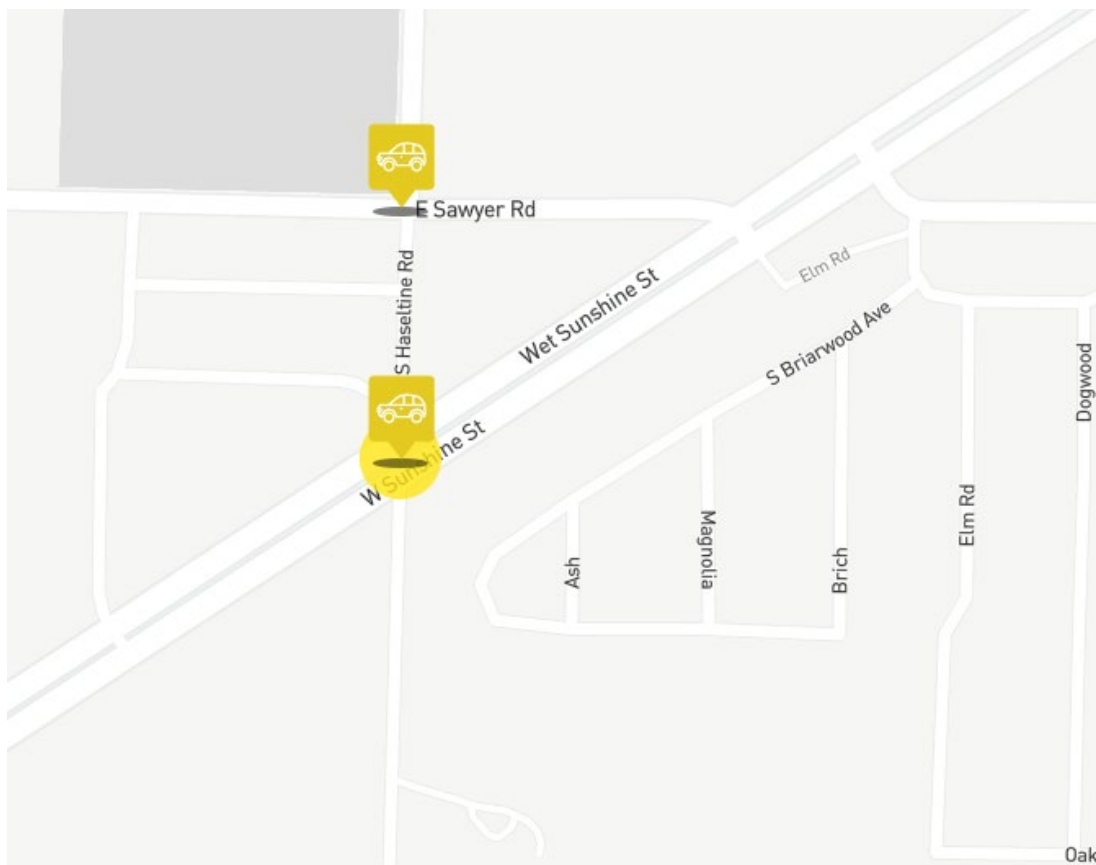 E Sawyer Rd
S Haseltine Rd
Wet Sunshine St
Elm Rd
S Briarwood Ave
Dogwood
W Sunshine St
Ash
Magnolia
Brich
Elm Rd
Oak